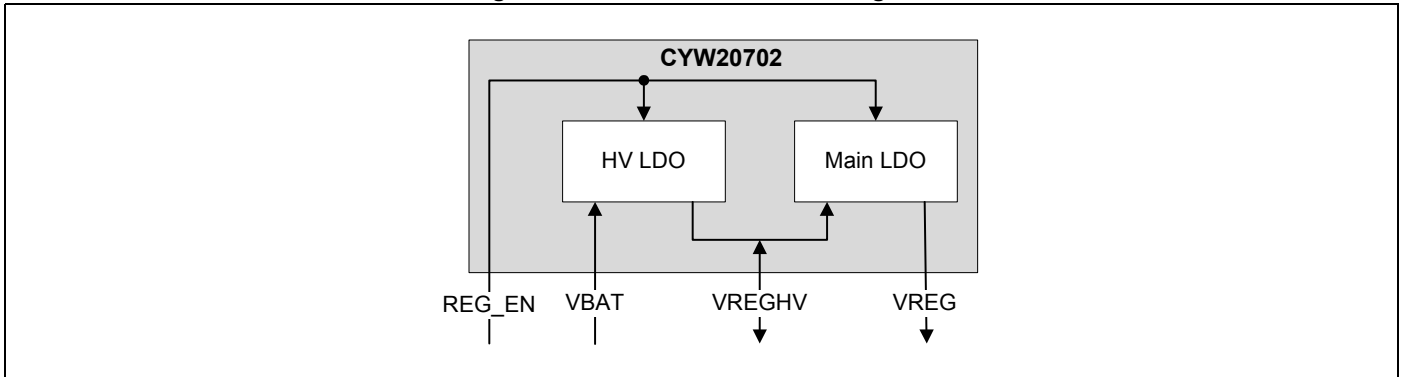 CYW20702
HV LDO
Main LDO
REG_EN
VBAT
VREGHV
VREG